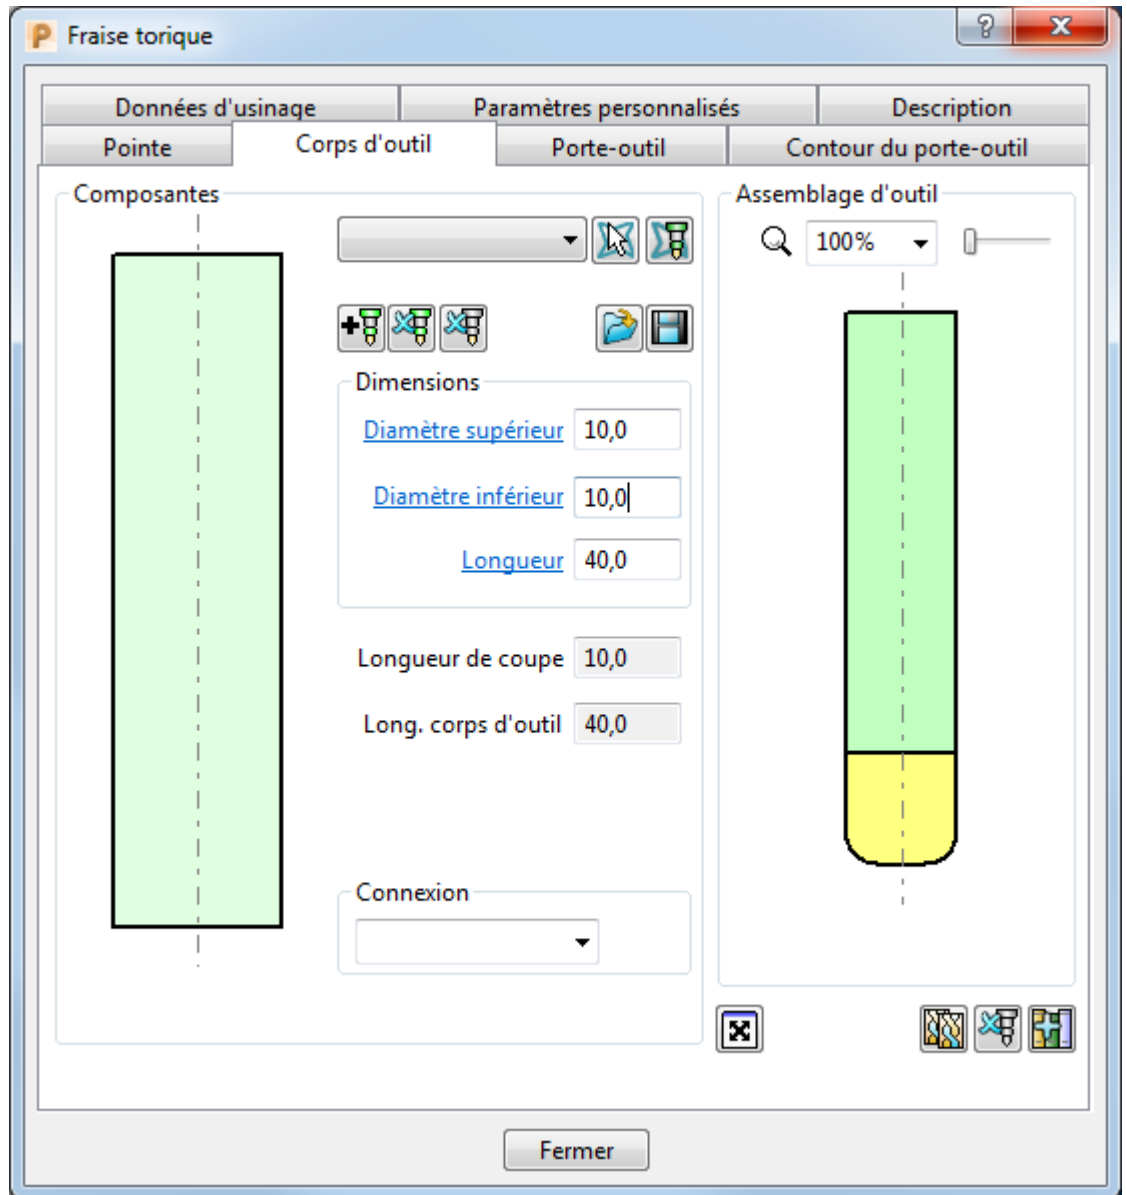 Fraise torique
Données d'usinage Paramètres personnalisés Description
Pointe Corps d'outil Porte-outil Contour du porte-outil
Composantes
Assemblage d'outil
100%
Dimensions
Diamètre supérieur 10,0
Diamètre inférieur 10,0
Longueur 40,0
Longueur de coupe 10,0
Long. corps d'outil 40,0
Connexion
Fermer